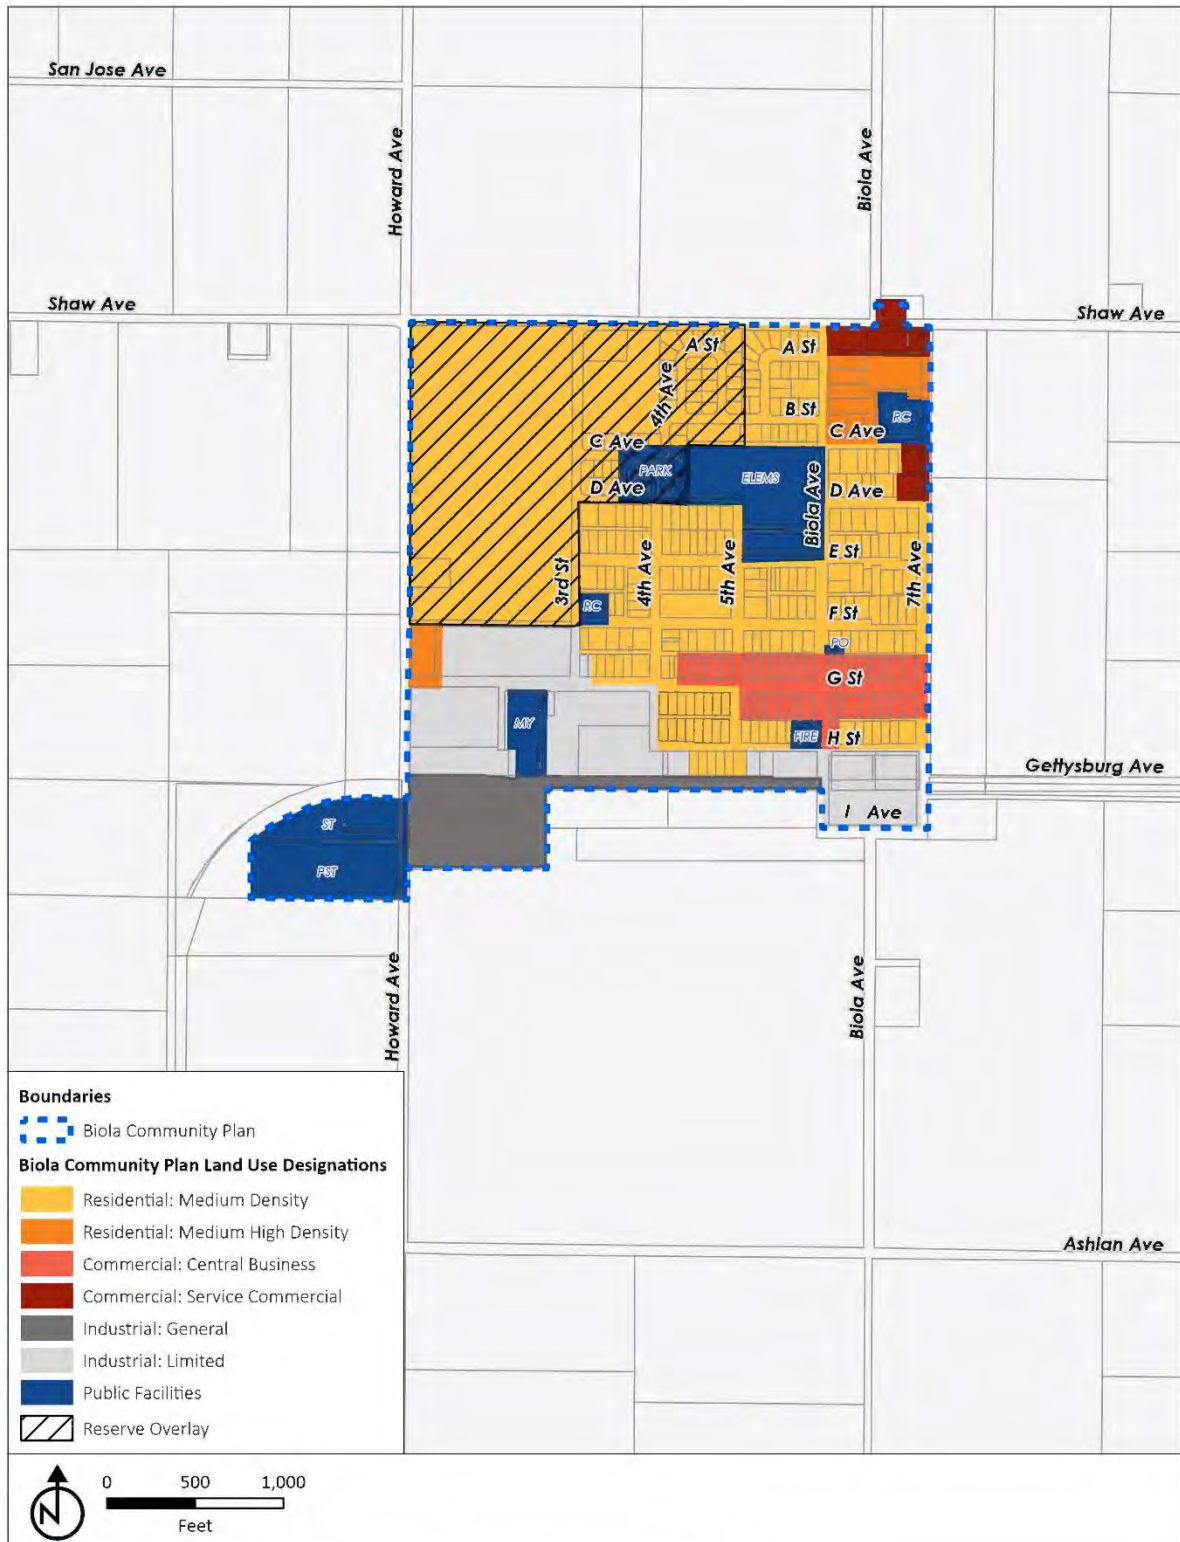 San Jose Ave
Howard Ave
Biola Ave
Shaw Ave
Shaw Ave
A St
A St
4th Ave
B St
RC
C Ave
C Ave
PARK
ELEMS
D Ave
Biola Ave
D Ave
E St
3rd St
4th Ave
5th Ave
7th Ave
RC
F St
PO
G St
MY
FIRE
H St
Gettysburg Ave
I Ave
ST
PST
Howard Ave
Biola Ave
Ashlan Ave
Boundaries
Biola Community Plan
Biola Community Plan Land Use Designations
Residential: Medium Density
Residential: Medium High Density
Commercial: Central Business
Commercial: Service Commercial
Industrial: General
Industrial: Limited
Public Facilities
Reserve Overlay
N
0 500 1,000
Feet